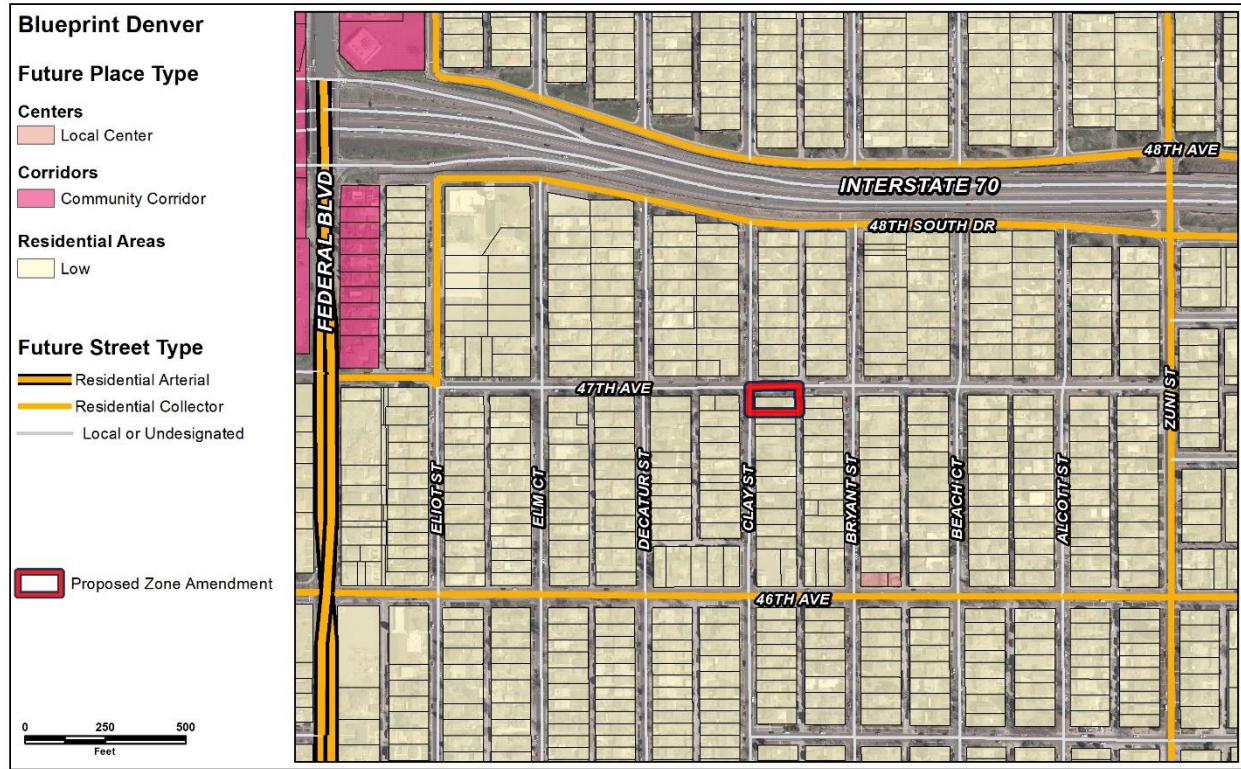 Blueprint Denver
Future Place Type
Centers
Local Center
Corridors
Community Corridor
Residential Areas
Low
Future Street Type
Residential Arterial
Residential Collector
Local or Undesignated
Proposed Zone Amendment
0 250 500
Feet
48TH AVE
INTERSTATE 70
48TH SOUTH DR
FEDERAL BLVD
47TH AVE
ZUNI ST
ELIOT ST
ELM CT
DECATUR ST
CLAY ST
BRYANT ST
BEACH CT
ALCOTT ST
46TH AVE